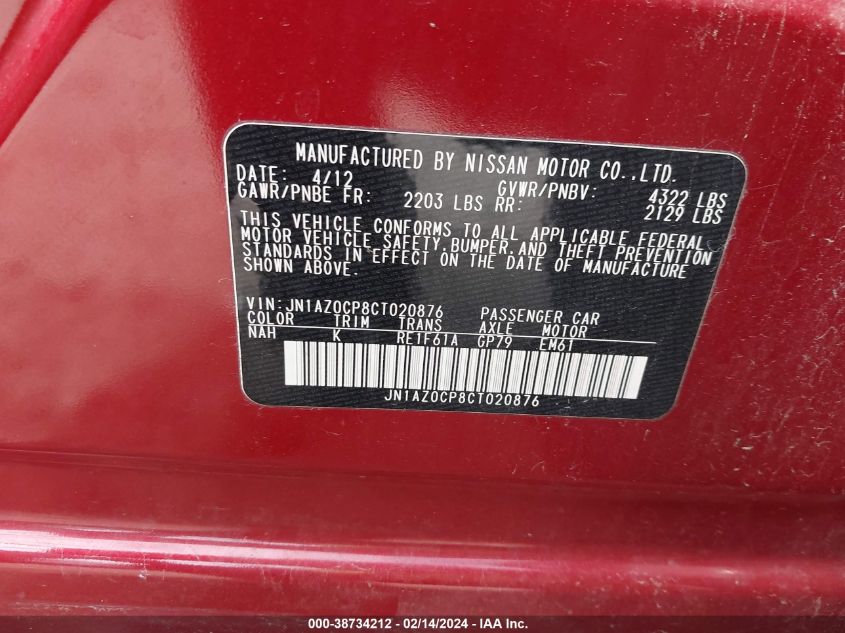 MANUFACTURED BY NISSAN MOTOR CO.,LTD.
DATE: 4/12 GVWR/PNBV: 4322 LBS
GAWR/PNBE FR: 2203 LBS RR: 2129 LBS
THIS VEHICLE CONFORMS TO ALL APPLICABLE FEDERAL
MOTOR VEHICLE SAFETY,BUMPER,AND THEFT PREVENTION
STANDARDS IN EFFECT ON THE DATE OF MANUFACTURE
SHOWN ABOVE.
VIN:JN1AZ0CP8CT020876 PASSENGER CAR
COLOR TRIM TRANS AXLE MOTOR
NAH K RE1F61A GP79 EM61
JN1AZ0CP8CT020876
000-38734212 - 02/14/2024 - IAA Inc.